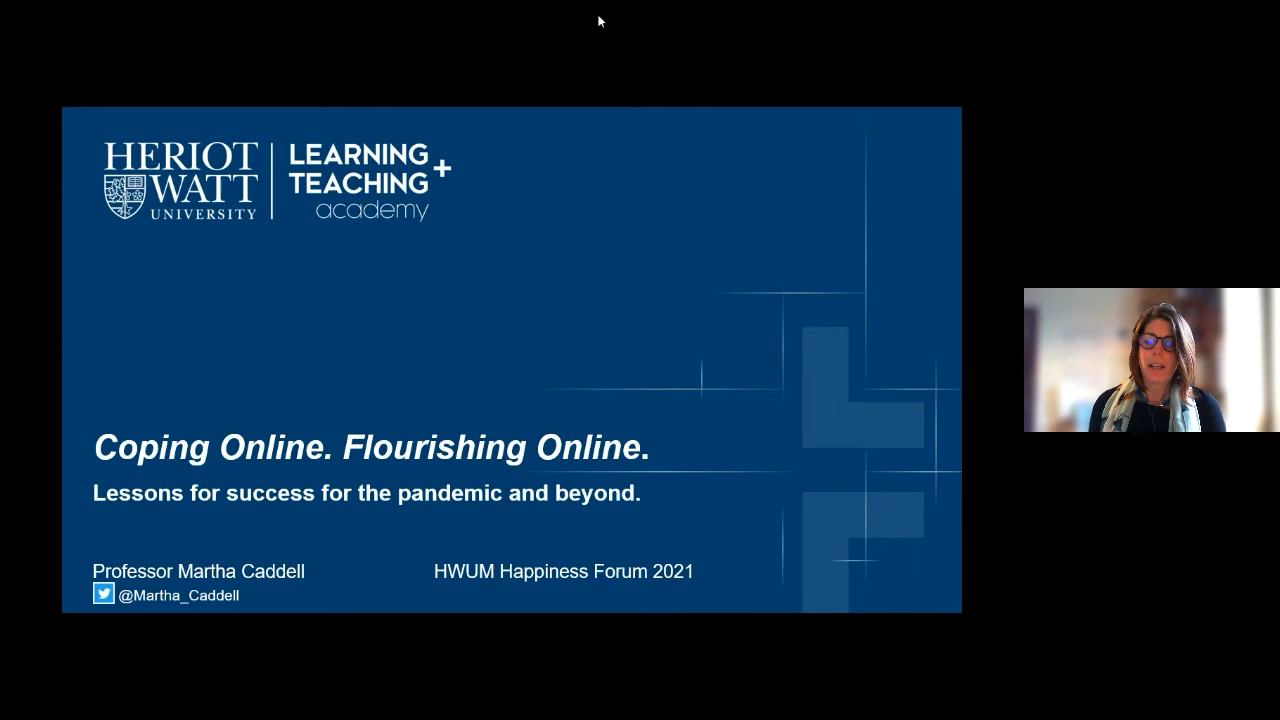 HERIOT
WATT
UNIVERSITY
LEARNING
TEACHING +
academy
Coping Online. Flourishing Online.
Lessons for success for the pandemic and beyond.
Professor Martha Caddell
HWUM Happiness Forum 2021
@Martha_Caddell